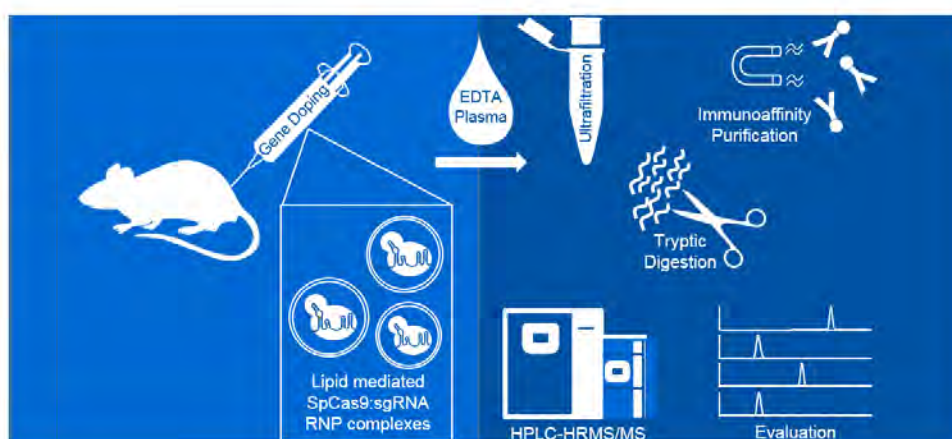 Gene Doping
EDTA
Plasma
Ultrafiltration
Immunoaffinity
Purification
Tryptic
Digestion
Lipid mediated
SpCas9:sgRNA
RNP complexes
HPLC-HRMS/MS
Evaluation